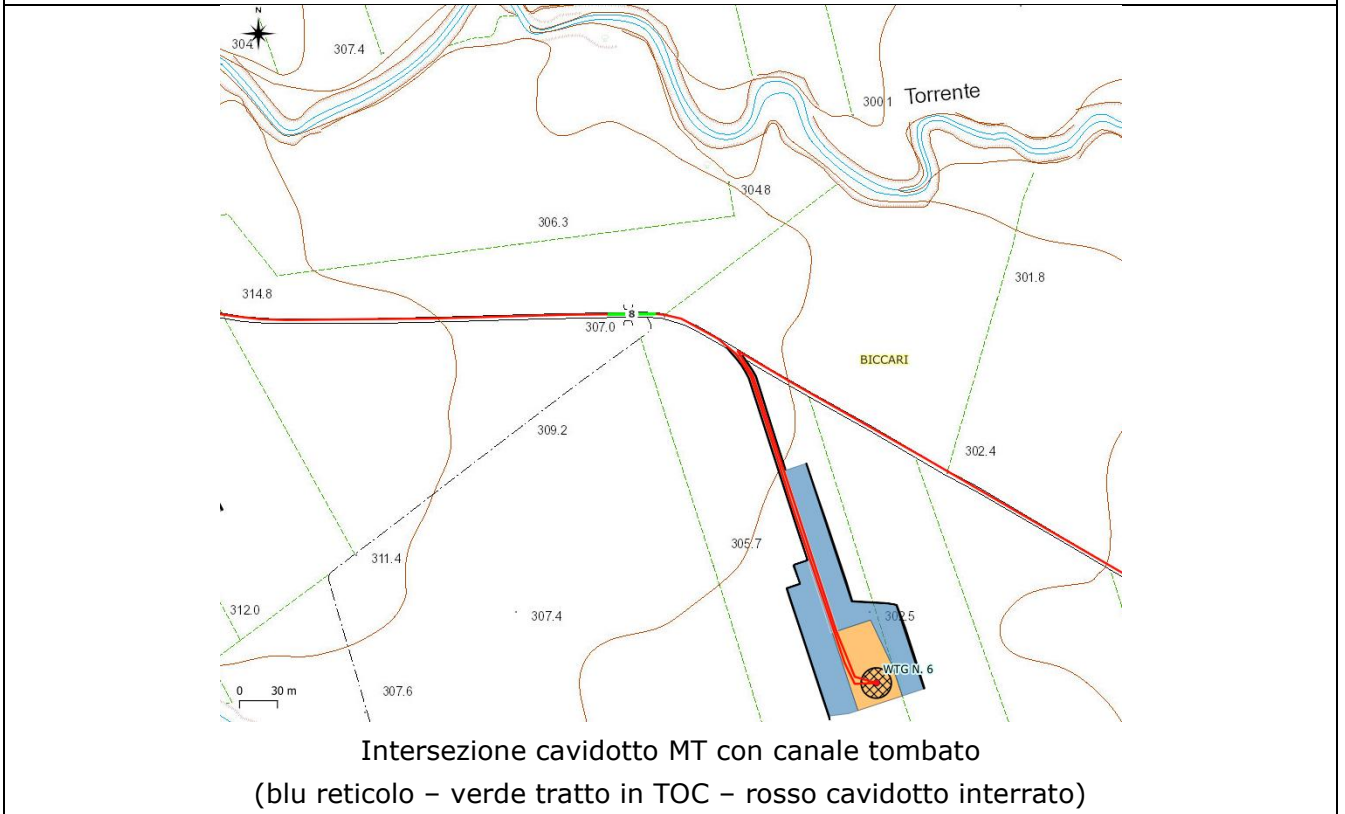 N
307.4
300.1
Torrente
304.8
306.3
301.8
314.8
8
307.0
BICCARI
309.2
302.4
305.7
311.4
312.0
307.4
302.5
WTG N. 6
307.6
0 30 m
Intersezione cavidotto MT con canale tombato
(blu reticolo – verde tratto in TOC – rosso cavidotto interrato)